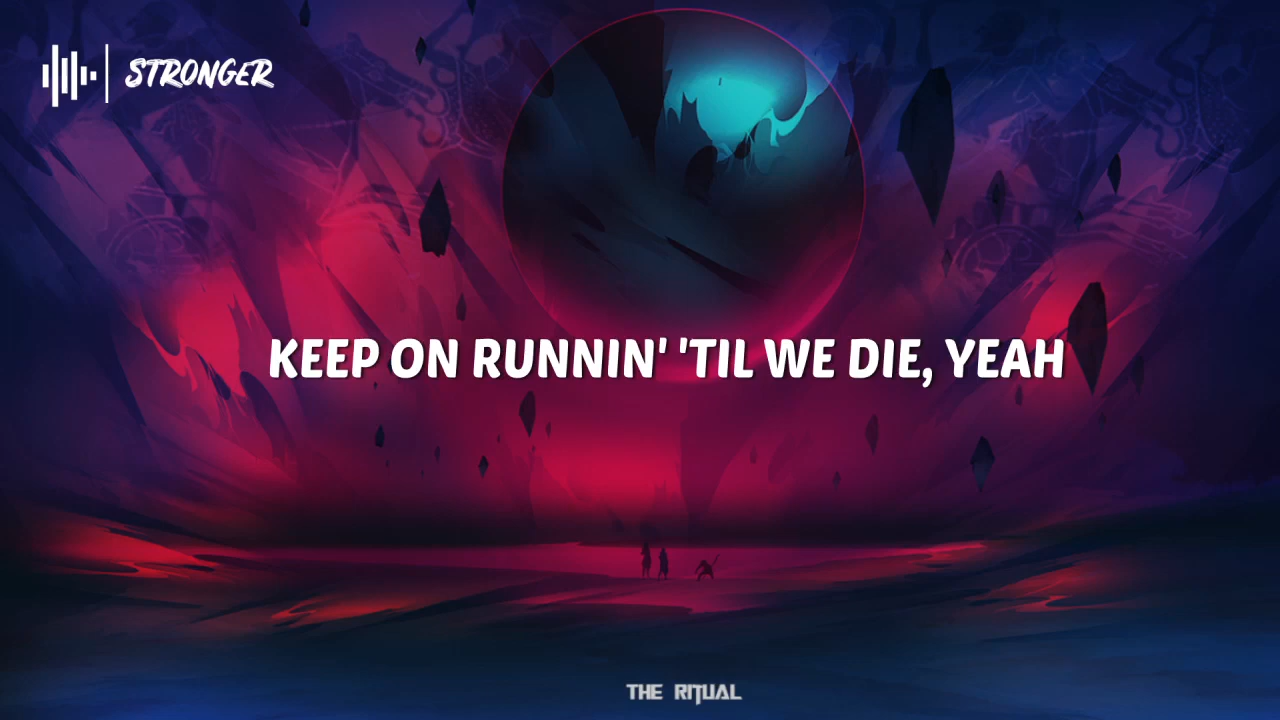 STRONGER
KEEP ON RUNNIN' 'TIL WE DIE, YEAH
THE RITUAL